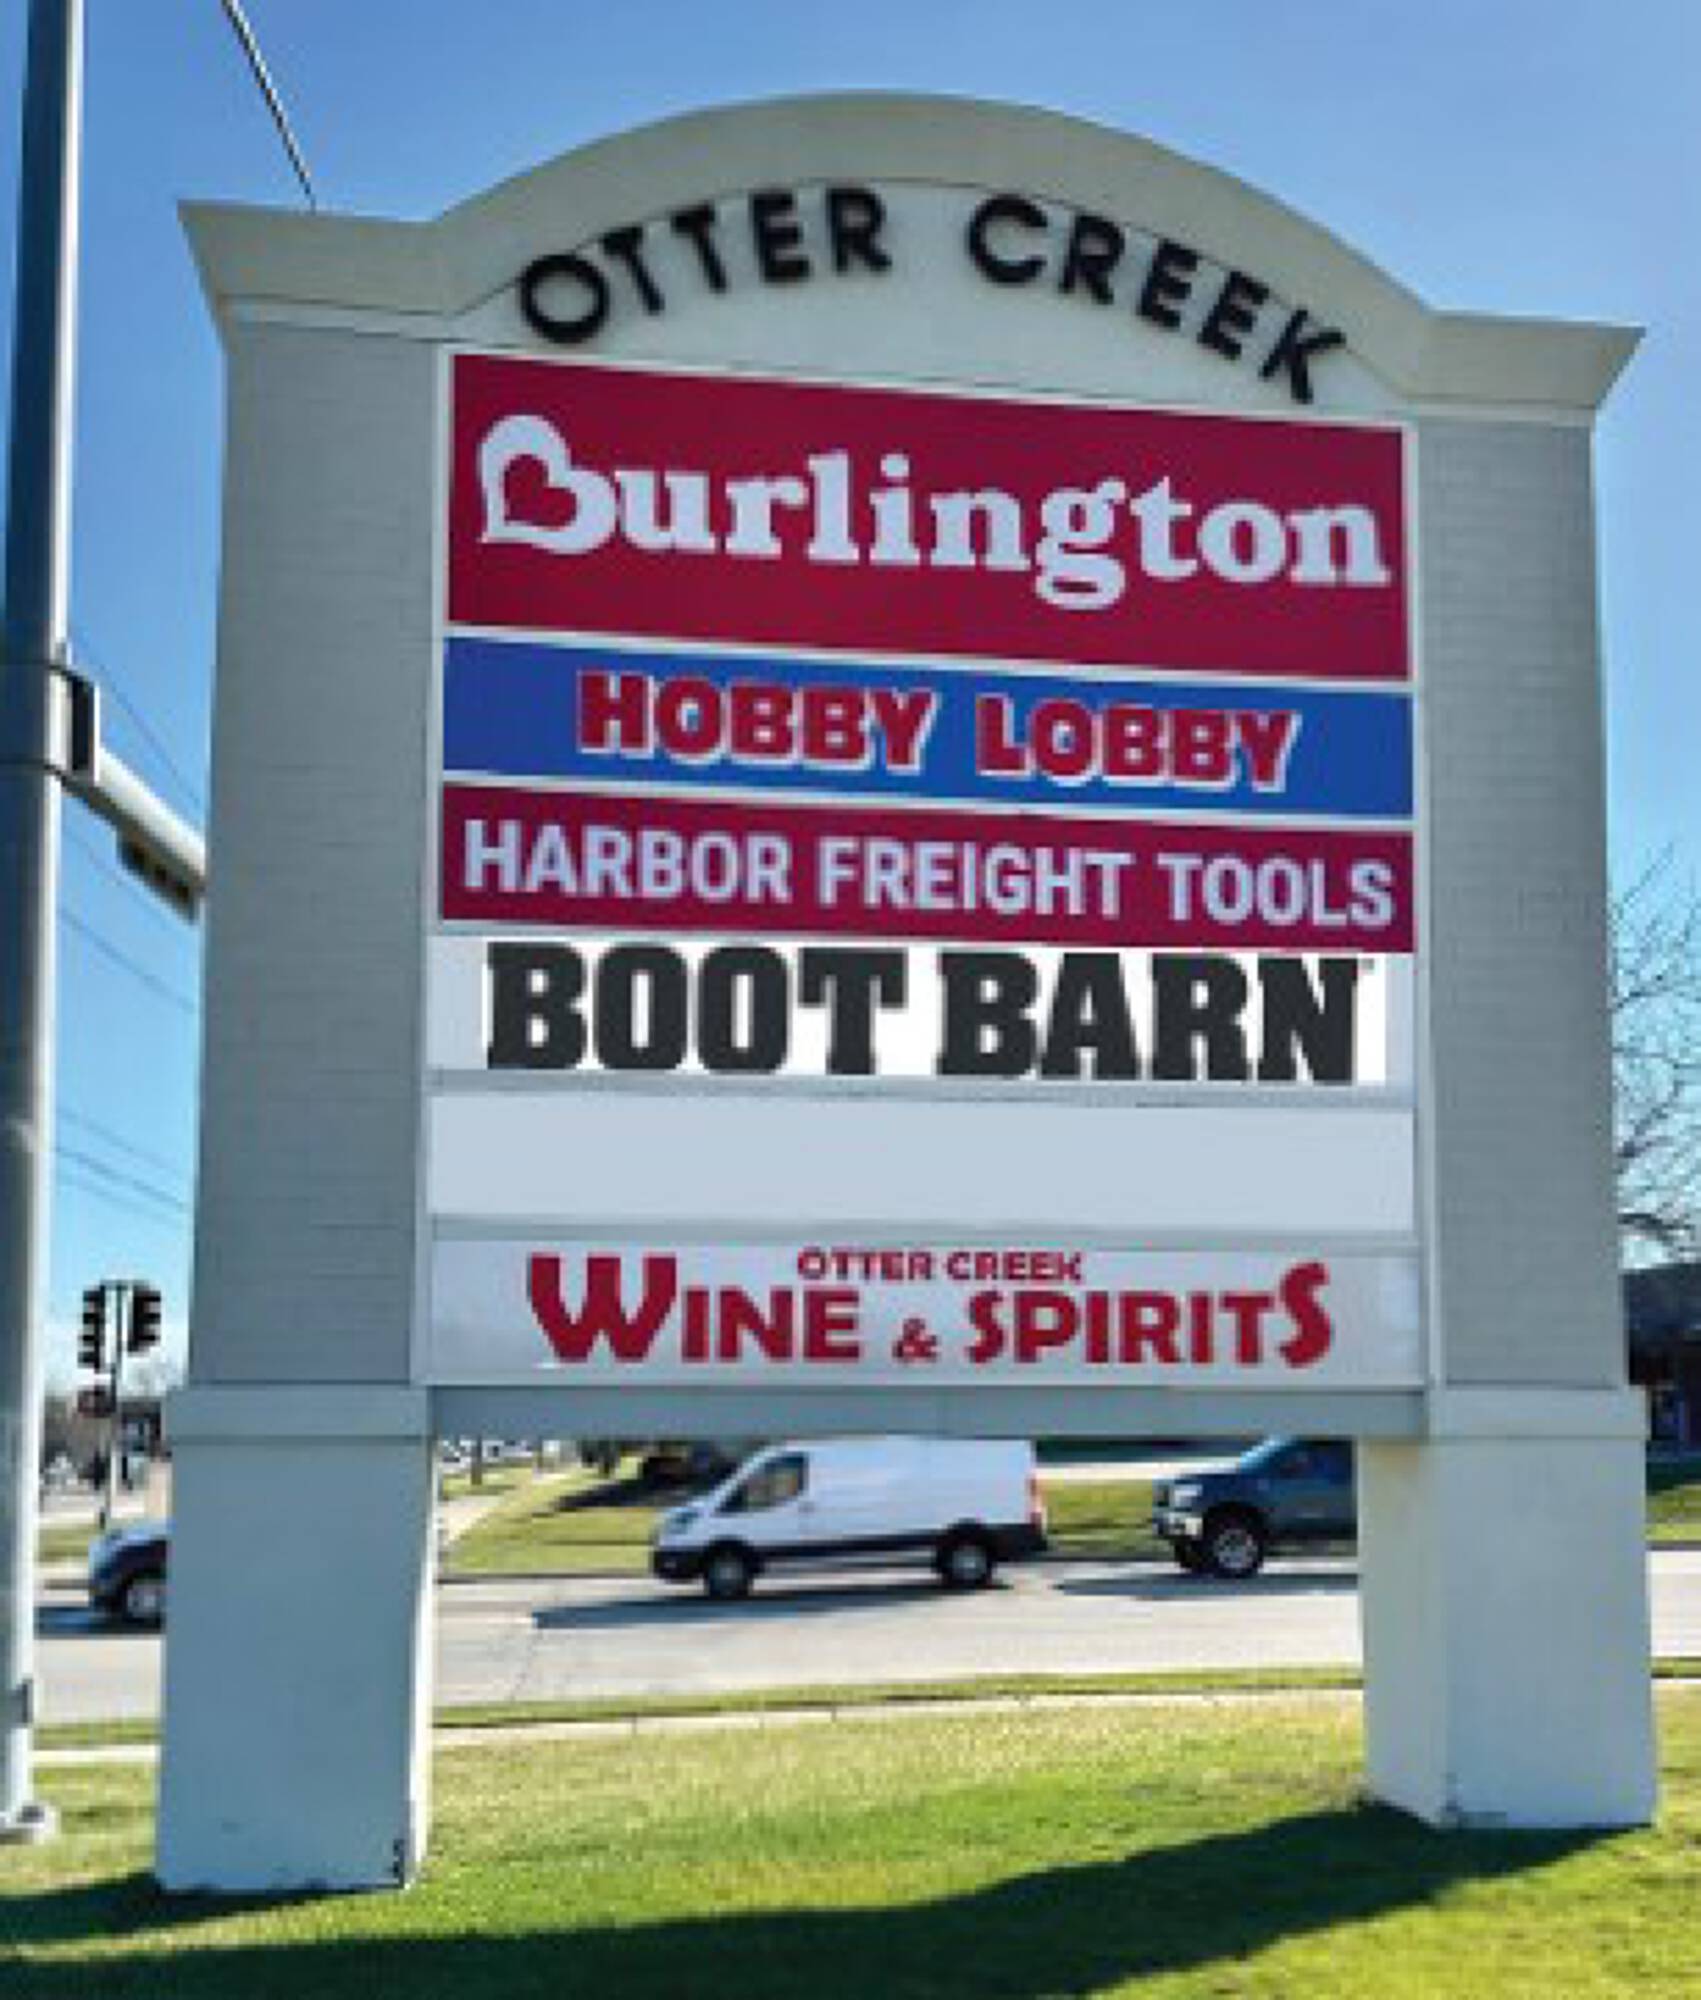 OTTER CREEK
Burlington
HOBBY LOBBY
HARBOR FREIGHT TOOLS
BOOT BARN
OTTER CREEK
WINE & SPIRITS